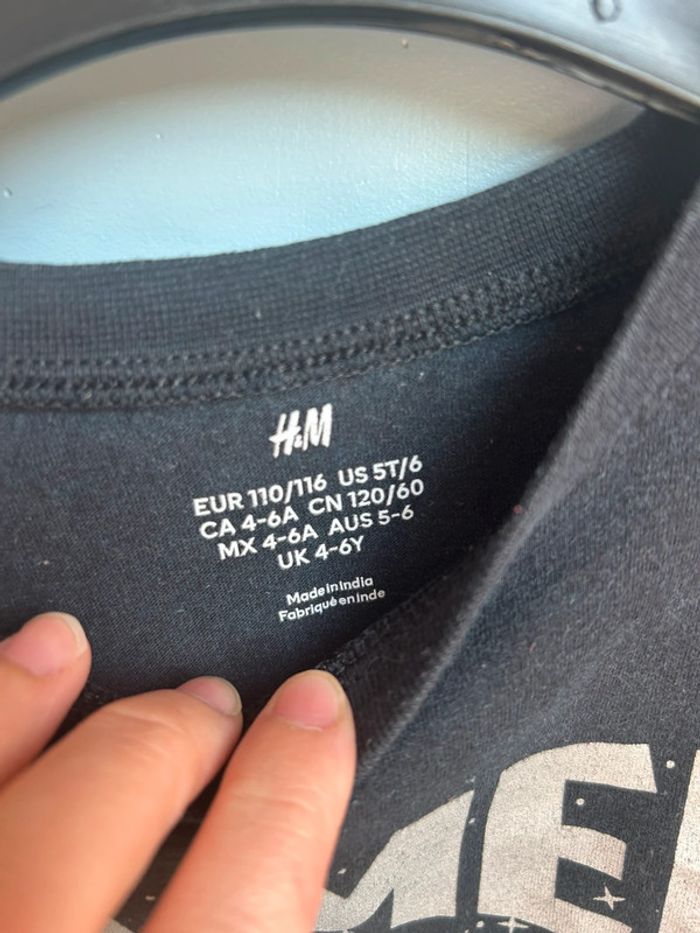 H&M
EUR 110/116 US 5T/6
CA 4-6A CN 120/60
MX 4-6A AUS 5-6
UK 4-6Y
Made in India
Fabriqué en Inde
ME